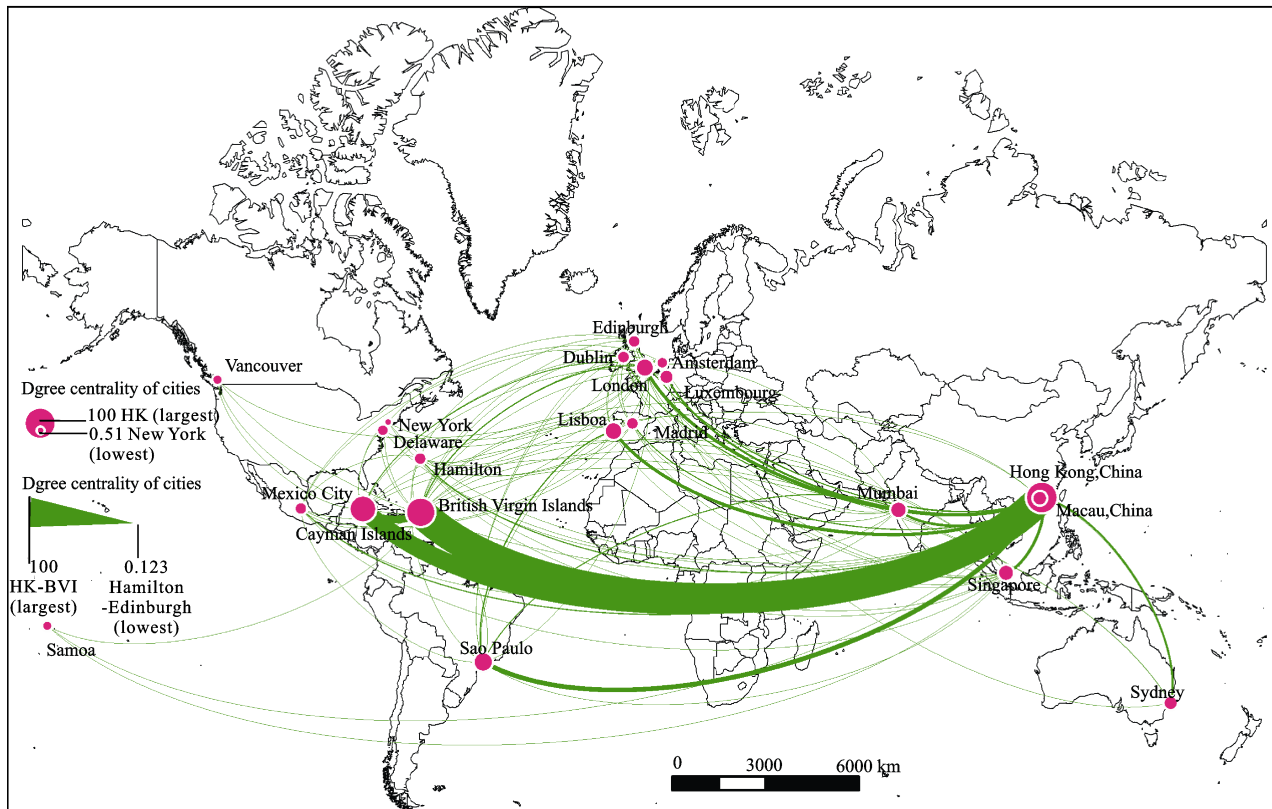 Edinburgh
Dublin
Amsterdam
London
Luxembourg
Vancouver
Dgree centrality of cities
100 HK (largest)
0.51 New York
(lowest)
New York
Delaware
Lisboa
Madrid
Hamilton
Dgree centrality of cities
100
HK-BVI
(largest)
0.123
Hamilton
-Edinburgh
(lowest)
Mexico City
British Virgin Islands
Cayman Islands
Mumbai
Hong Kong,China
Macau,China
Singapore
Samoa
Sao Paulo
Sydney
0 3000 6000 km